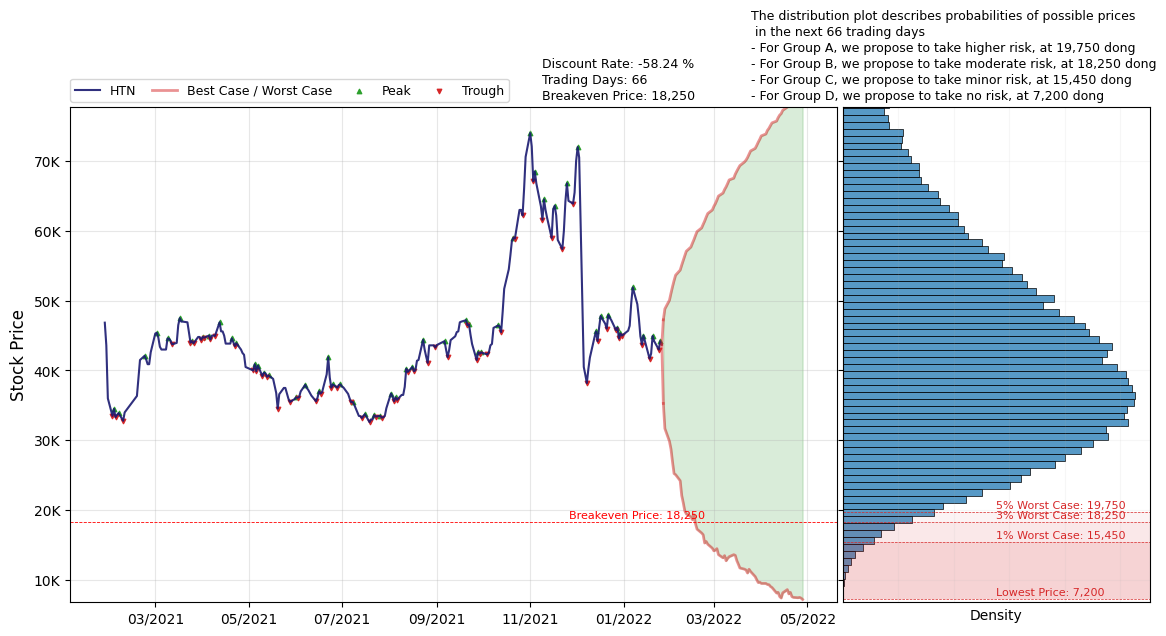 The distribution plot describes probabilities of possible prices
in the next 66 trading days
- For Group A, we propose to take higher risk, at 19,750 dong
- For Group B, we propose to take moderate risk, at 18,250 dong
- For Group C, we propose to take minor risk, at 15,450 dong
- For Group D, we propose to take no risk, at 7,200 dong
Discount Rate: -58.24 %
Trading Days: 66
Breakeven Price: 18,250
HTN Best Case / Worst Case Peak Trough
Stock Price
70K
60K
50K
40K
30K
20K
10K
Breakeven Price: 18,250
5% Worst Case: 19,750
3% Worst Case: 18,250
1% Worst Case: 15,450
Lowest Price: 7,200
03/2021 05/2021 07/2021 09/2021 11/2021 01/2022 03/2022 05/2022
Density